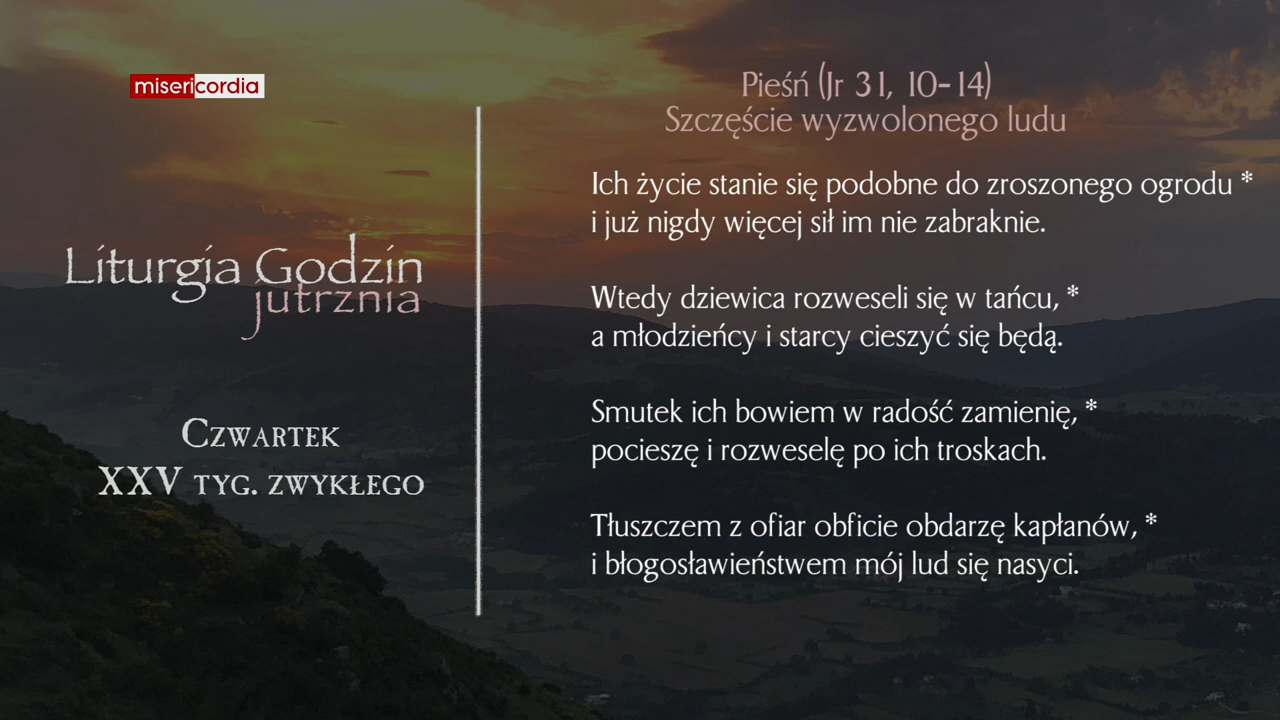 misericordia
Liturgia Godzin
jutrznia
Czwartek
XXV tyg. zwykłego
Pieśń (Jr 31, 10-14)
Szczęście wyzwolonego ludu
Ich życie stanie się podobne do zroszonego ogrodu *
i już nigdy więcej sił im nie zabraknie.
Wtedy dziewica rozweseli się w tańcu, *
a młodzieńcy i starcy cieszyć się będą.
Smutek ich bowiem w radość zamienię, *
pocieszę i rozweselę po ich troskach.
Tłuszczem z ofiar obficie obdarzę kapłanów, *
i błogosławieństwem mój lud się nasyci.